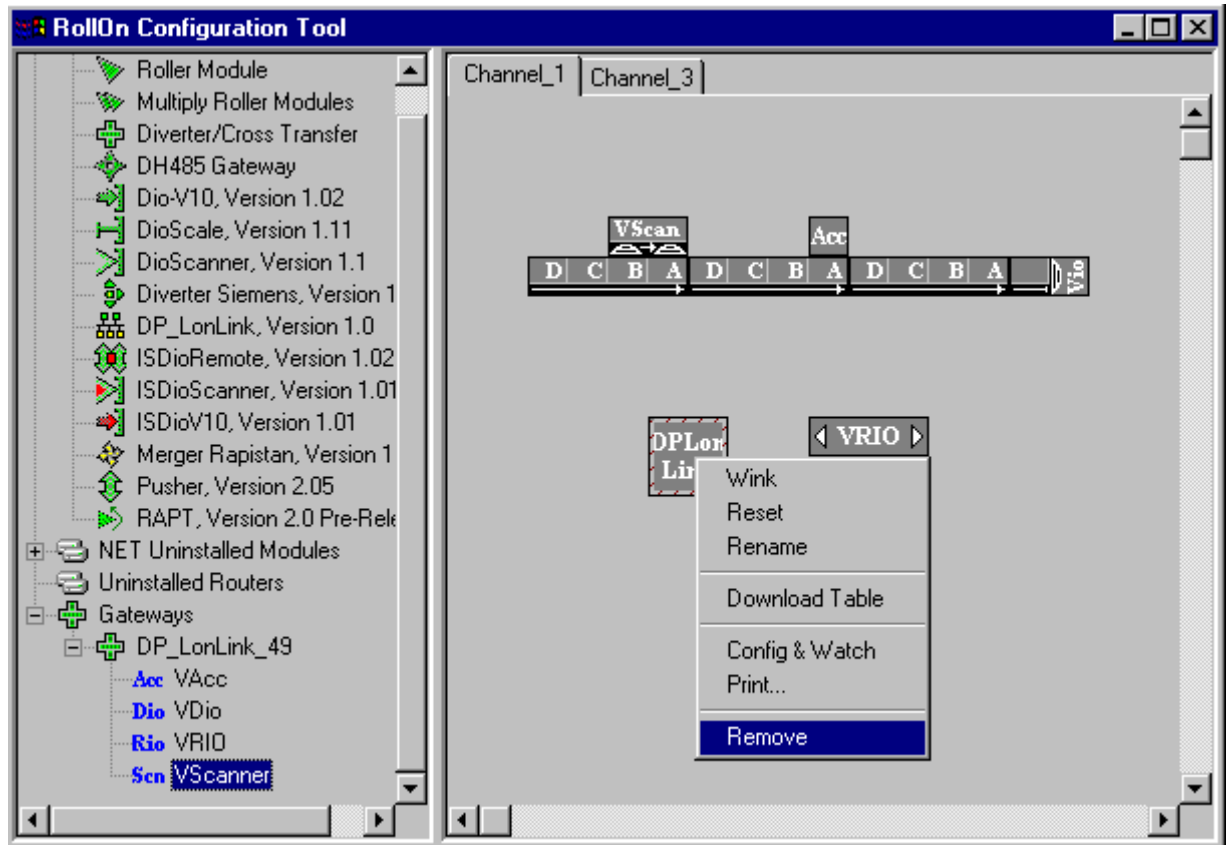 RollOn Configuration Tool
Roller Module
Multiply Roller Modules
Diverter/Cross Transfer
DH485 Gateway
Dio-V10, Version 1.02
DioScale, Version 1.11
DioScanner, Version 1.1
Diverter Siemens, Version 1
DP_LonLink, Version 1.0
ISDioRemote, Version 1.02
ISDioScanner, Version 1.01
ISDioV10, Version 1.01
Merger Rapistan, Version 1
Pusher, Version 2.05
RAPT, Version 2.0 Pre-Rele
NET Uninstalled Modules
Uninstalled Routers
Gateways
DP_LonLink_49
Acc VAcc
Dio VDio
Rio VRIO
Scn VScanner
Channel_1 Channel_3
VScan Acc
D C B A D C B A D C B A Vio
DPLon VRIO
Lin
Wink
Reset
Rename
Download Table
Config & Watch
Print...
Remove